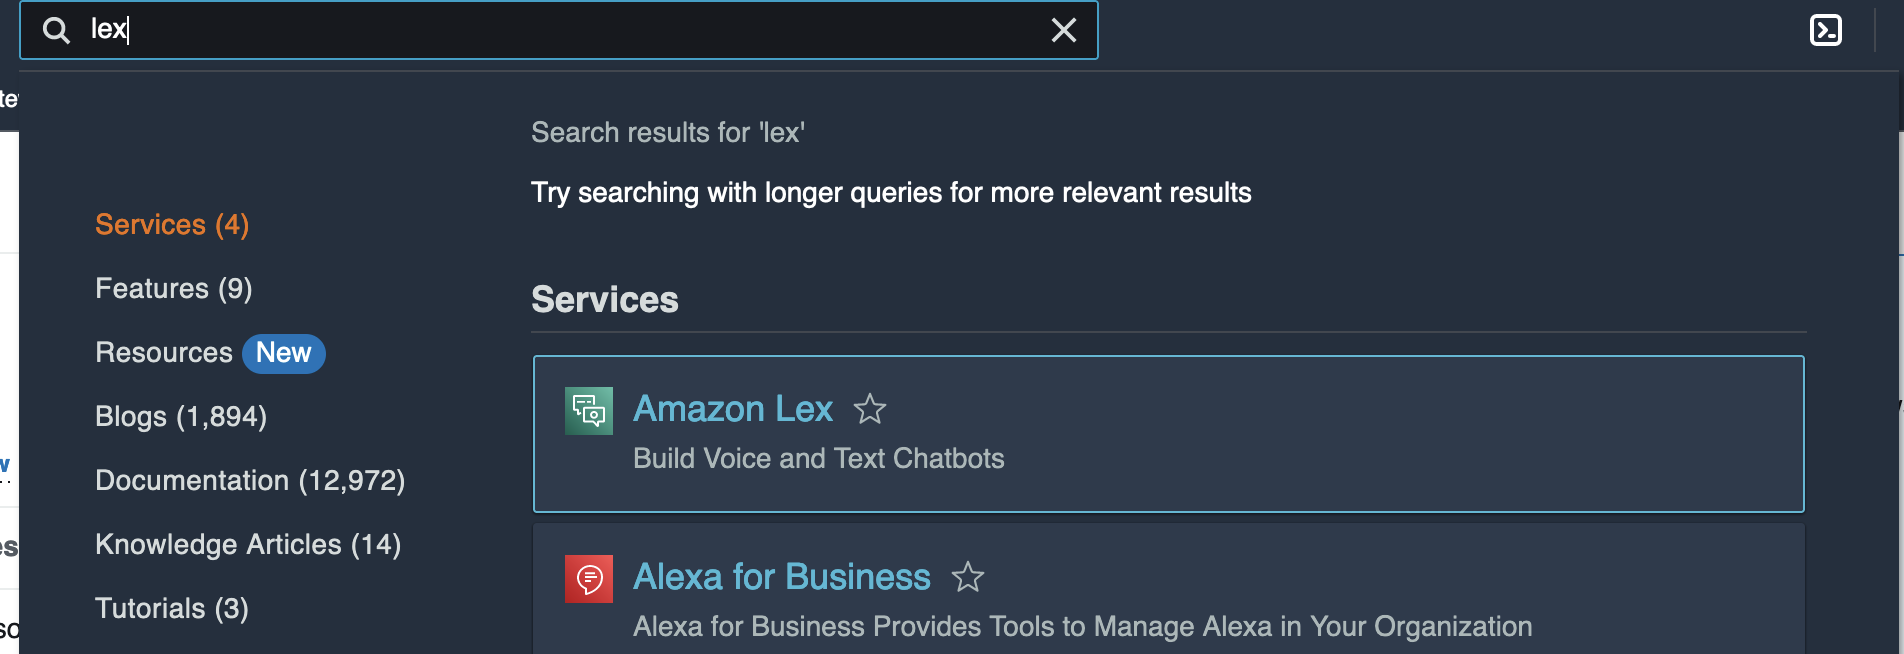 lex
Search results for 'lex'
Try searching with longer queries for more relevant results
Services (4)
Features (9)
Resources New
Blogs (1,894)
Documentation (12,972)
Knowledge Articles (14)
Tutorials (3)
Services
Amazon Lex
Build Voice and Text Chatbots
Alexa for Business
Alexa for Business Provides Tools to Manage Alexa in Your Organization